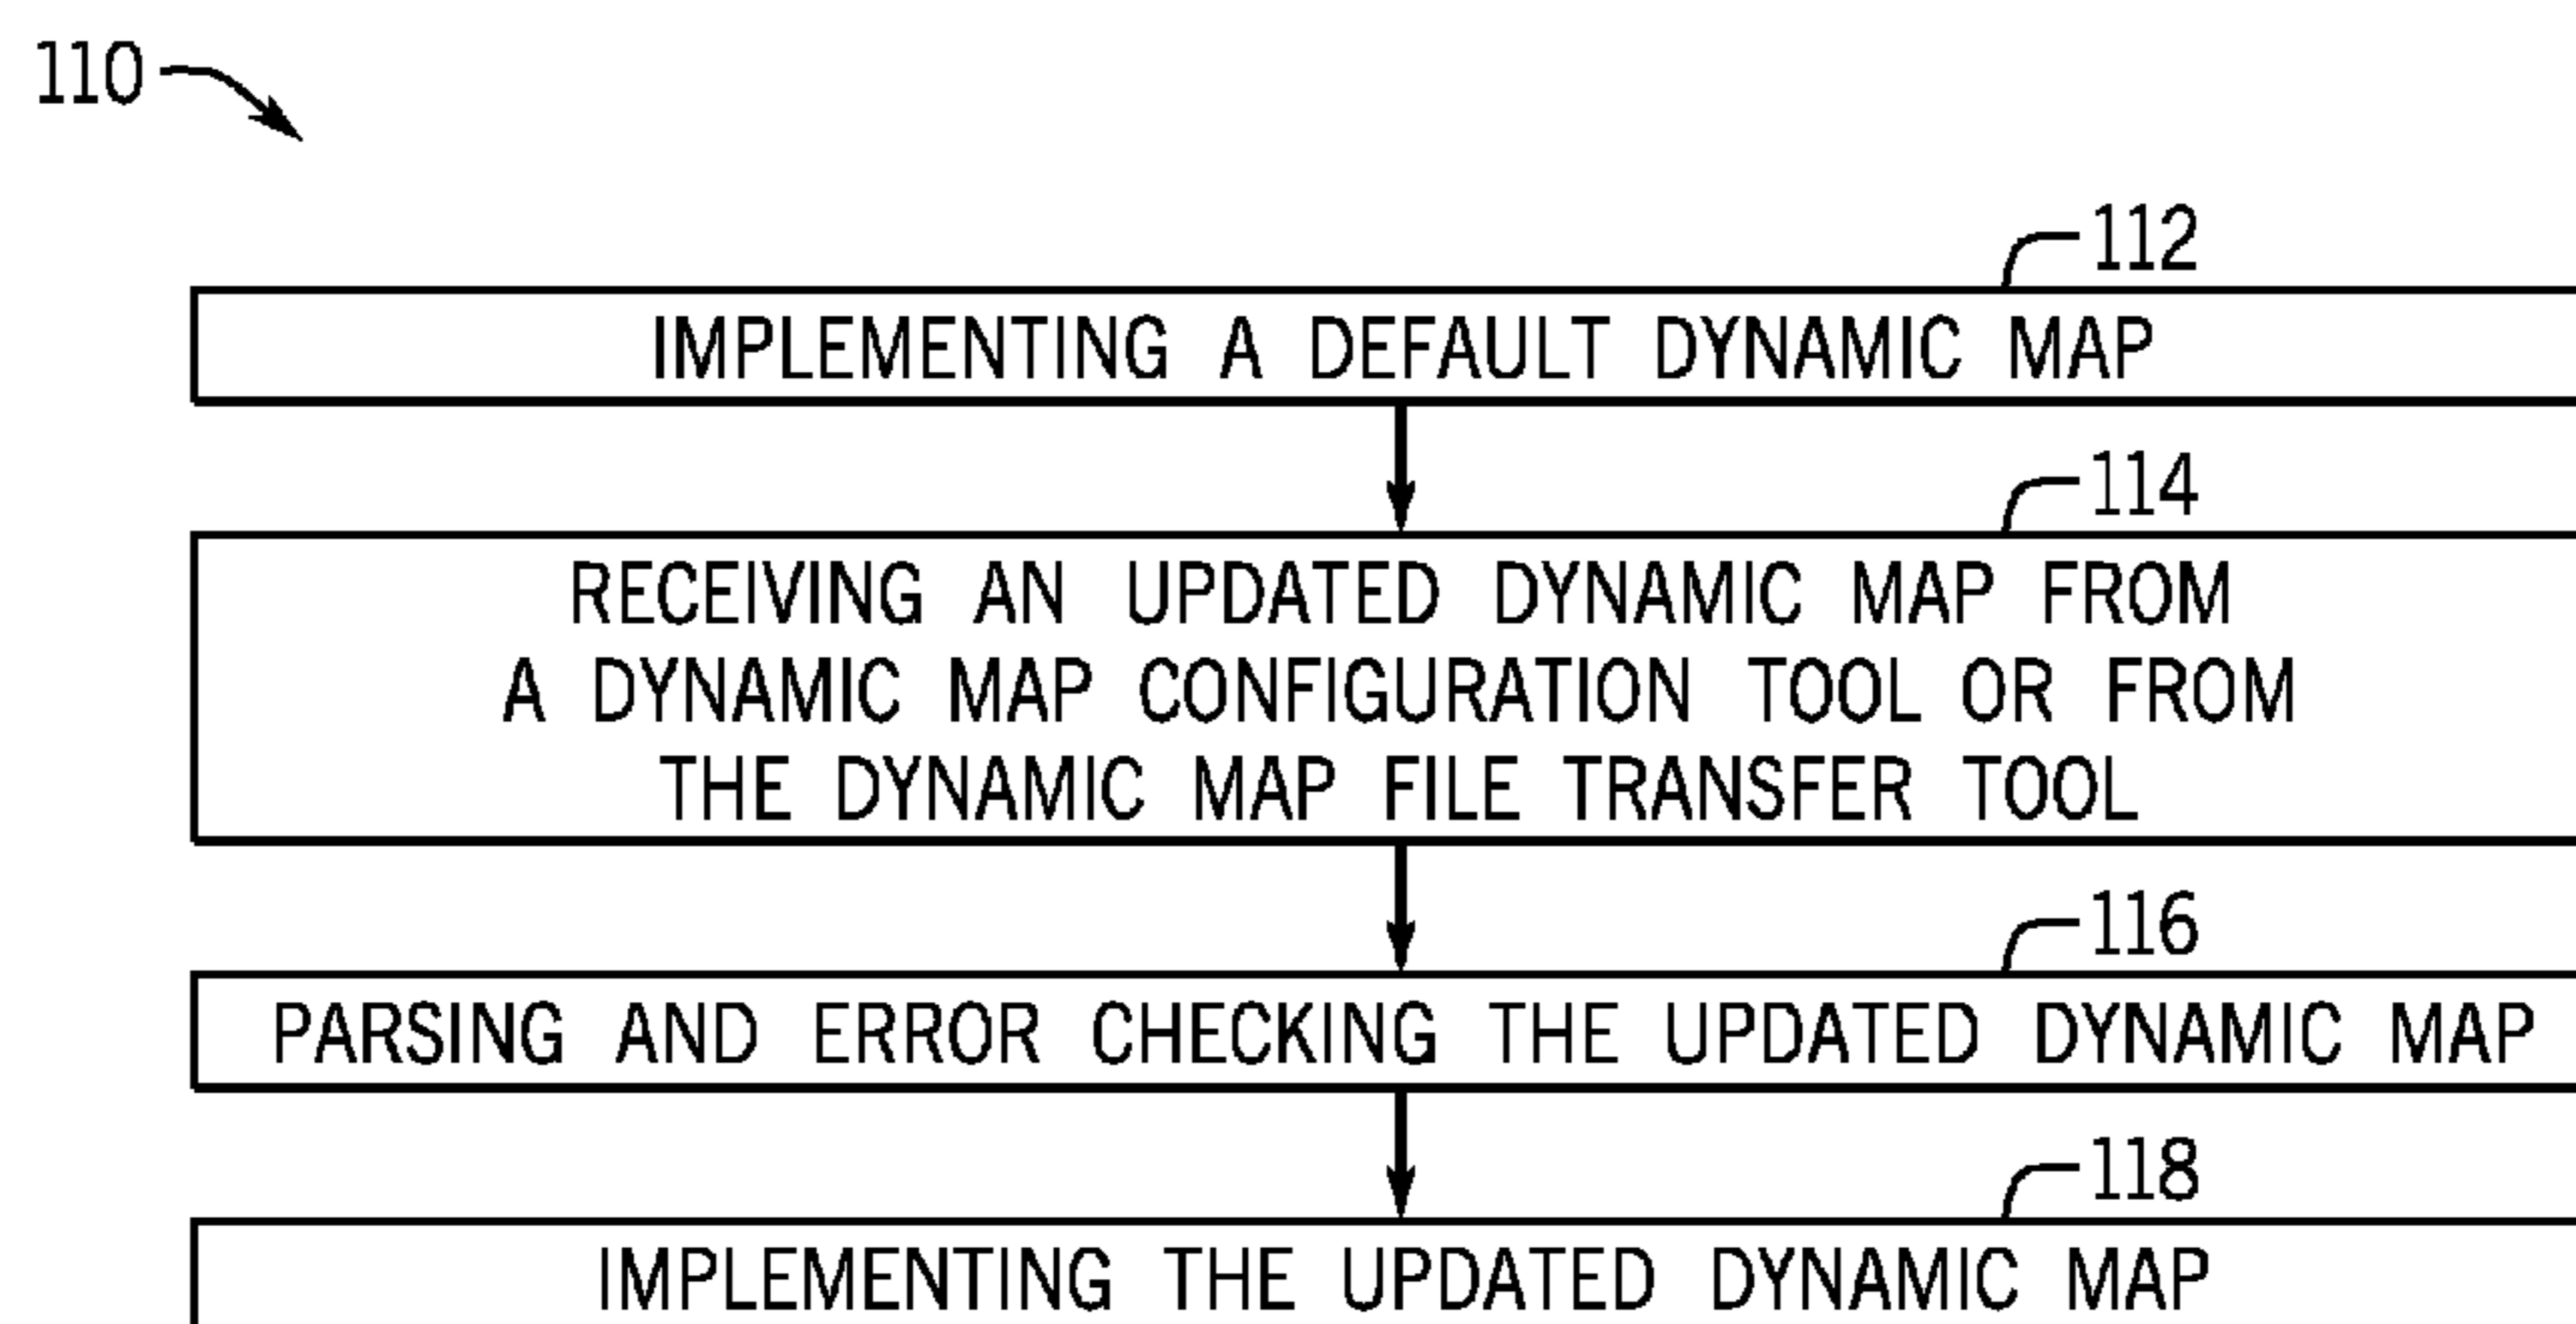 110
112
IMPLEMENTING A DEFAULT DYNAMIC MAP
114
RECEIVING AN UPDATED DYNAMIC MAP FROM
A DYNAMIC MAP CONFIGURATION TOOL OR FROM
THE DYNAMIC MAP FILE TRANSFER TOOL
116
PARSING AND ERROR CHECKING THE UPDATED DYNAMIC MAP
118
IMPLEMENTING THE UPDATED DYNAMIC MAP